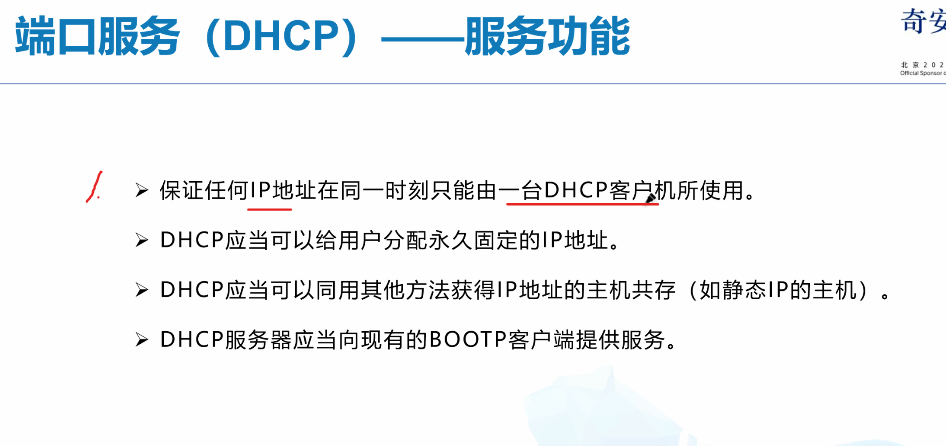 端口服务（DHCP）——服务功能
奇安
北京202
Official Sponsor o
1.
➢ 保证任何IP地址在同一时刻只能由一台DHCP客户机所使用。
➢ DHCP应当可以给用户分配永久固定的IP地址。
➢ DHCP应当可以同用其他方法获得IP地址的主机共存（如静态IP的主机）。
➢ DHCP服务器应当向现有的BOOTP客户端提供服务。